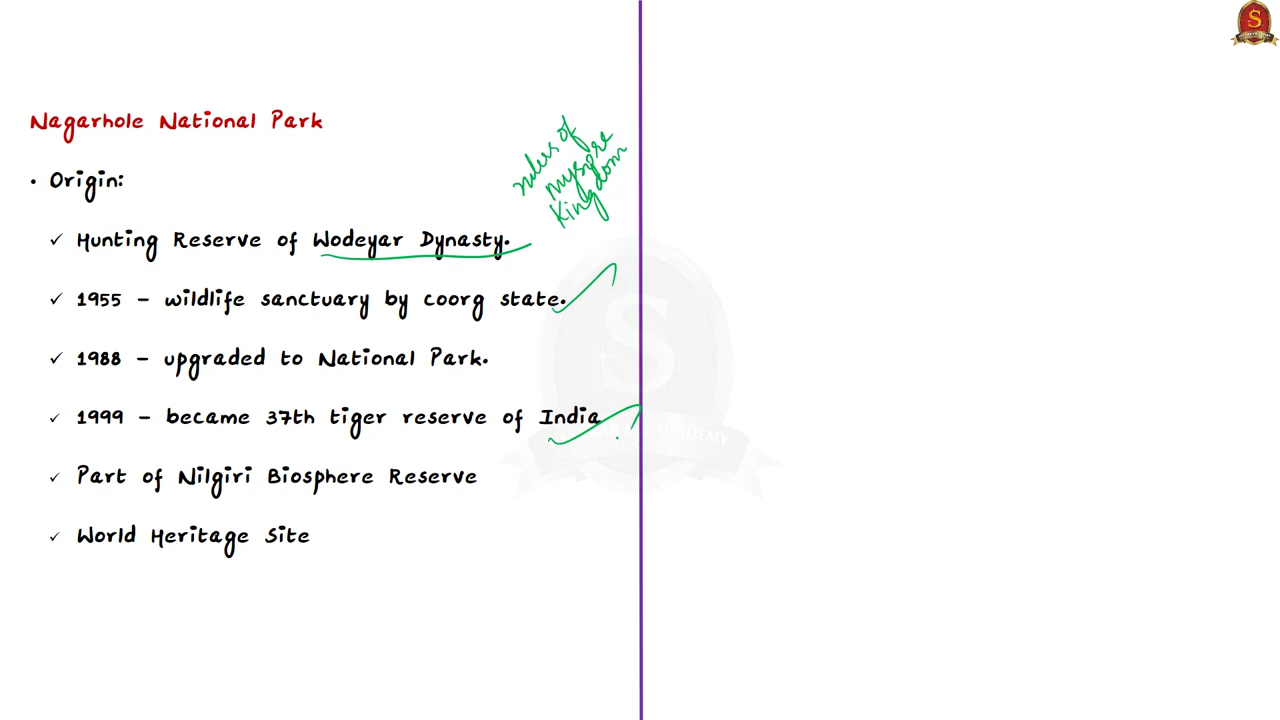 Nagarhole National Park
• Origin:
rulers of
mysore
Kingdom
✓ Hunting Reserve of Wodeyar Dynasty.
✓ 1955 - wildlife sanctuary by coorg state.
✓ 1988 - upgraded to National Park.
✓ 1999 - became 37th tiger reserve of India
✓ Part of Nilgiri Biosphere Reserve
✓ World Heritage Site
S
S
ACADEMY